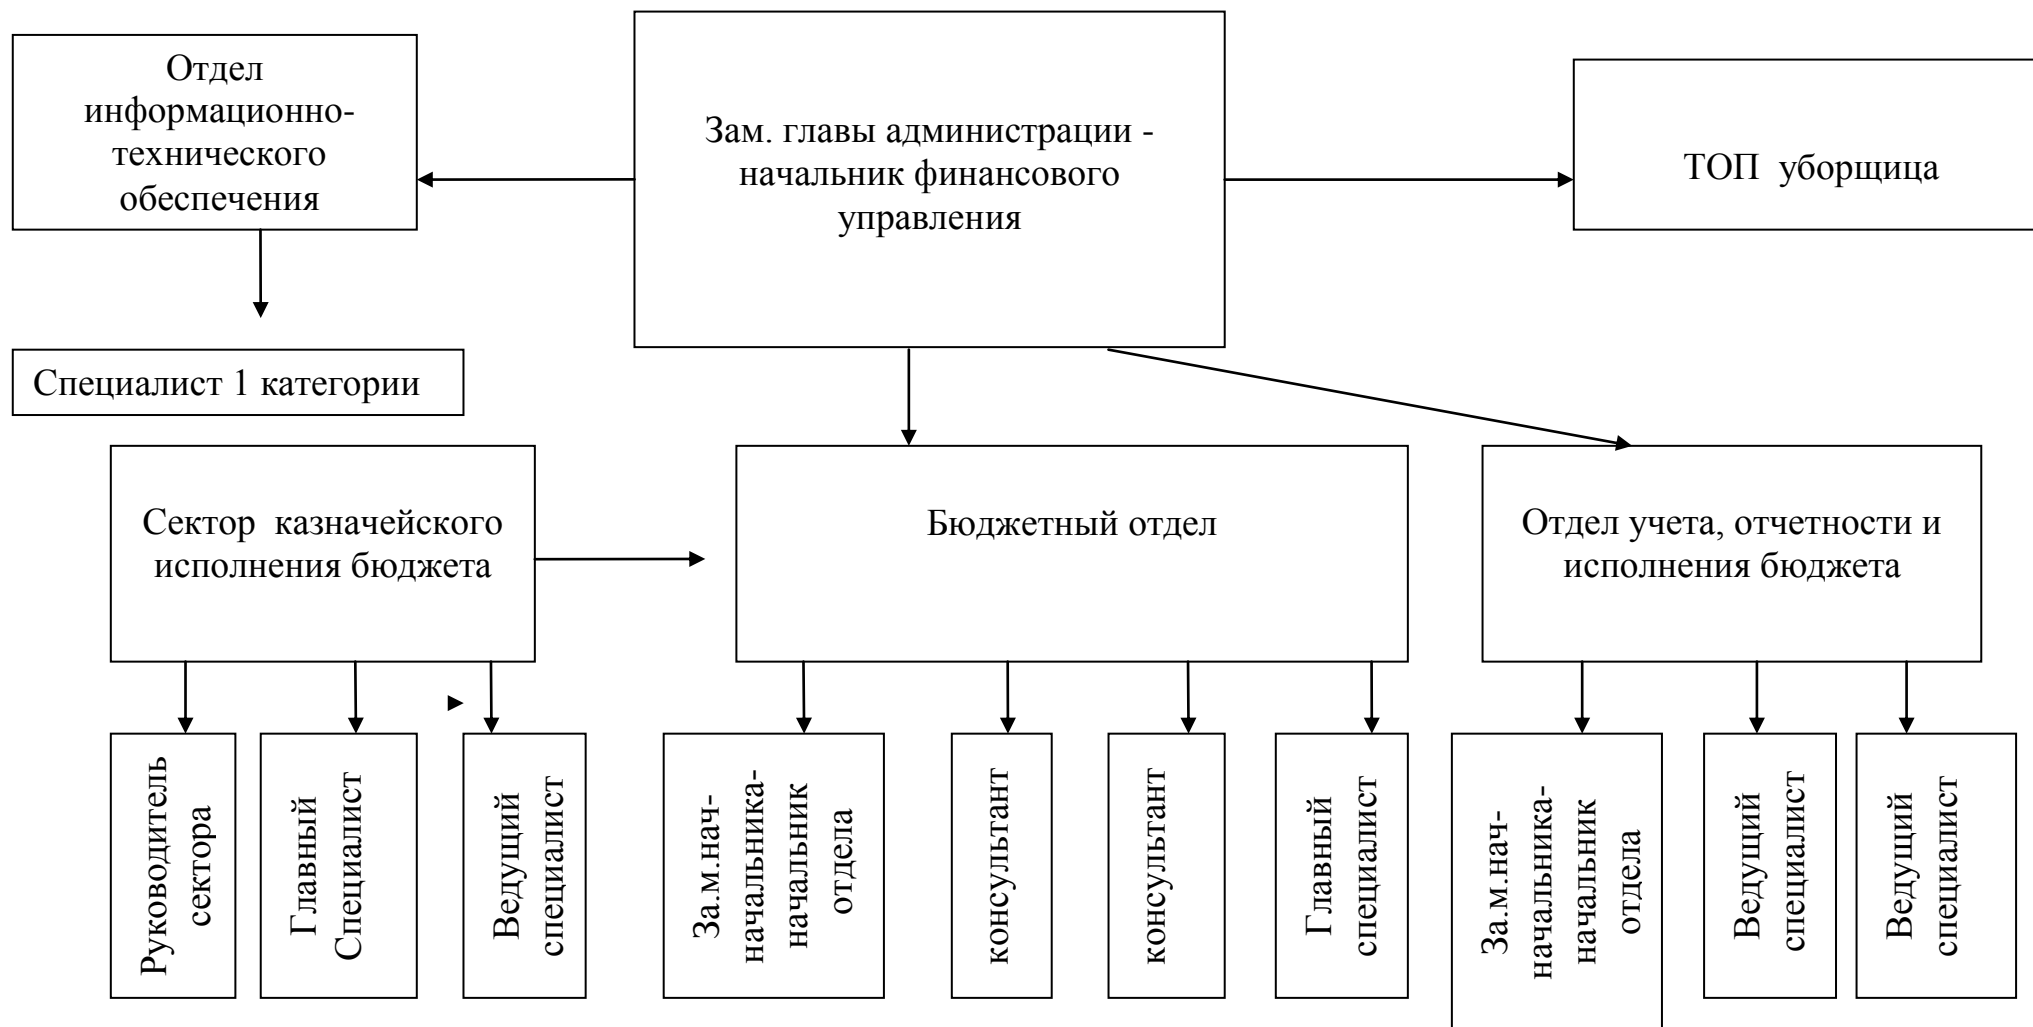 Отдел
информационно-
технического
обеспечения
Зам. главы администрации -
начальник финансового
управления
ТОП  уборщица
Специалист 1 категории
Сектор  казначейского
исполнения бюджета
Бюджетный отдел
Отдел учета, отчетности и
исполнения бюджета
Руководитель
сектора
Главный
Специалист
Ведущий
специалист
За.м.нач-
начальника-
начальник
отдела
консультант
консультант
Главный
специалист
За.м.нач-
начальника-
начальник
отдела
Ведущий
специалист
Ведущий
специалист